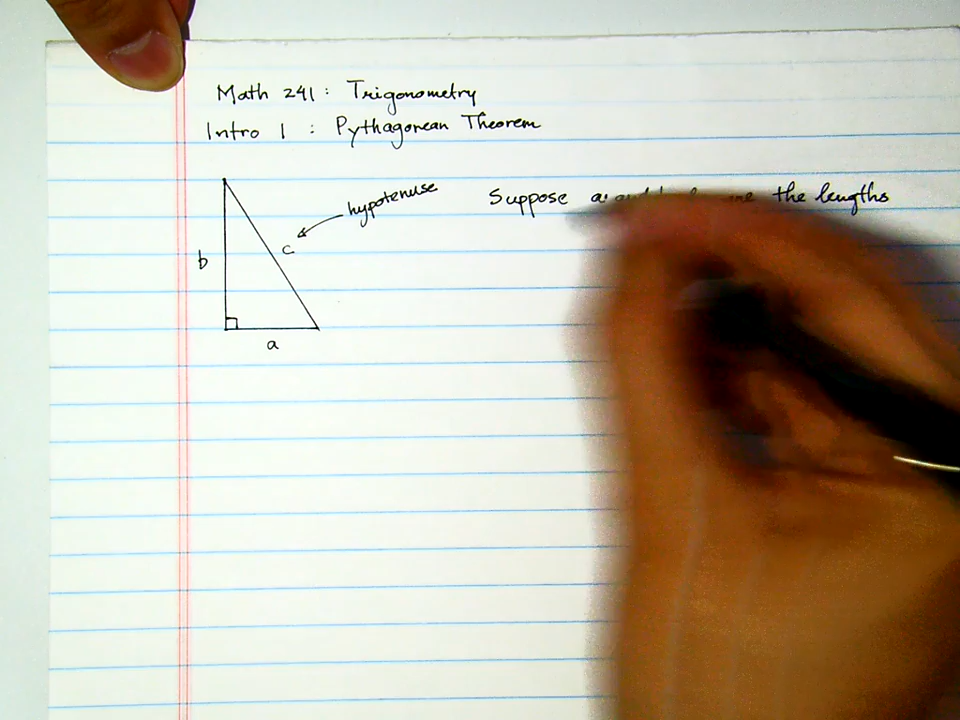 Math 241: Trigonometry
Intro 1 : Pythagorean Theorem
hypotenuse
Suppose the lengths
c
b
a